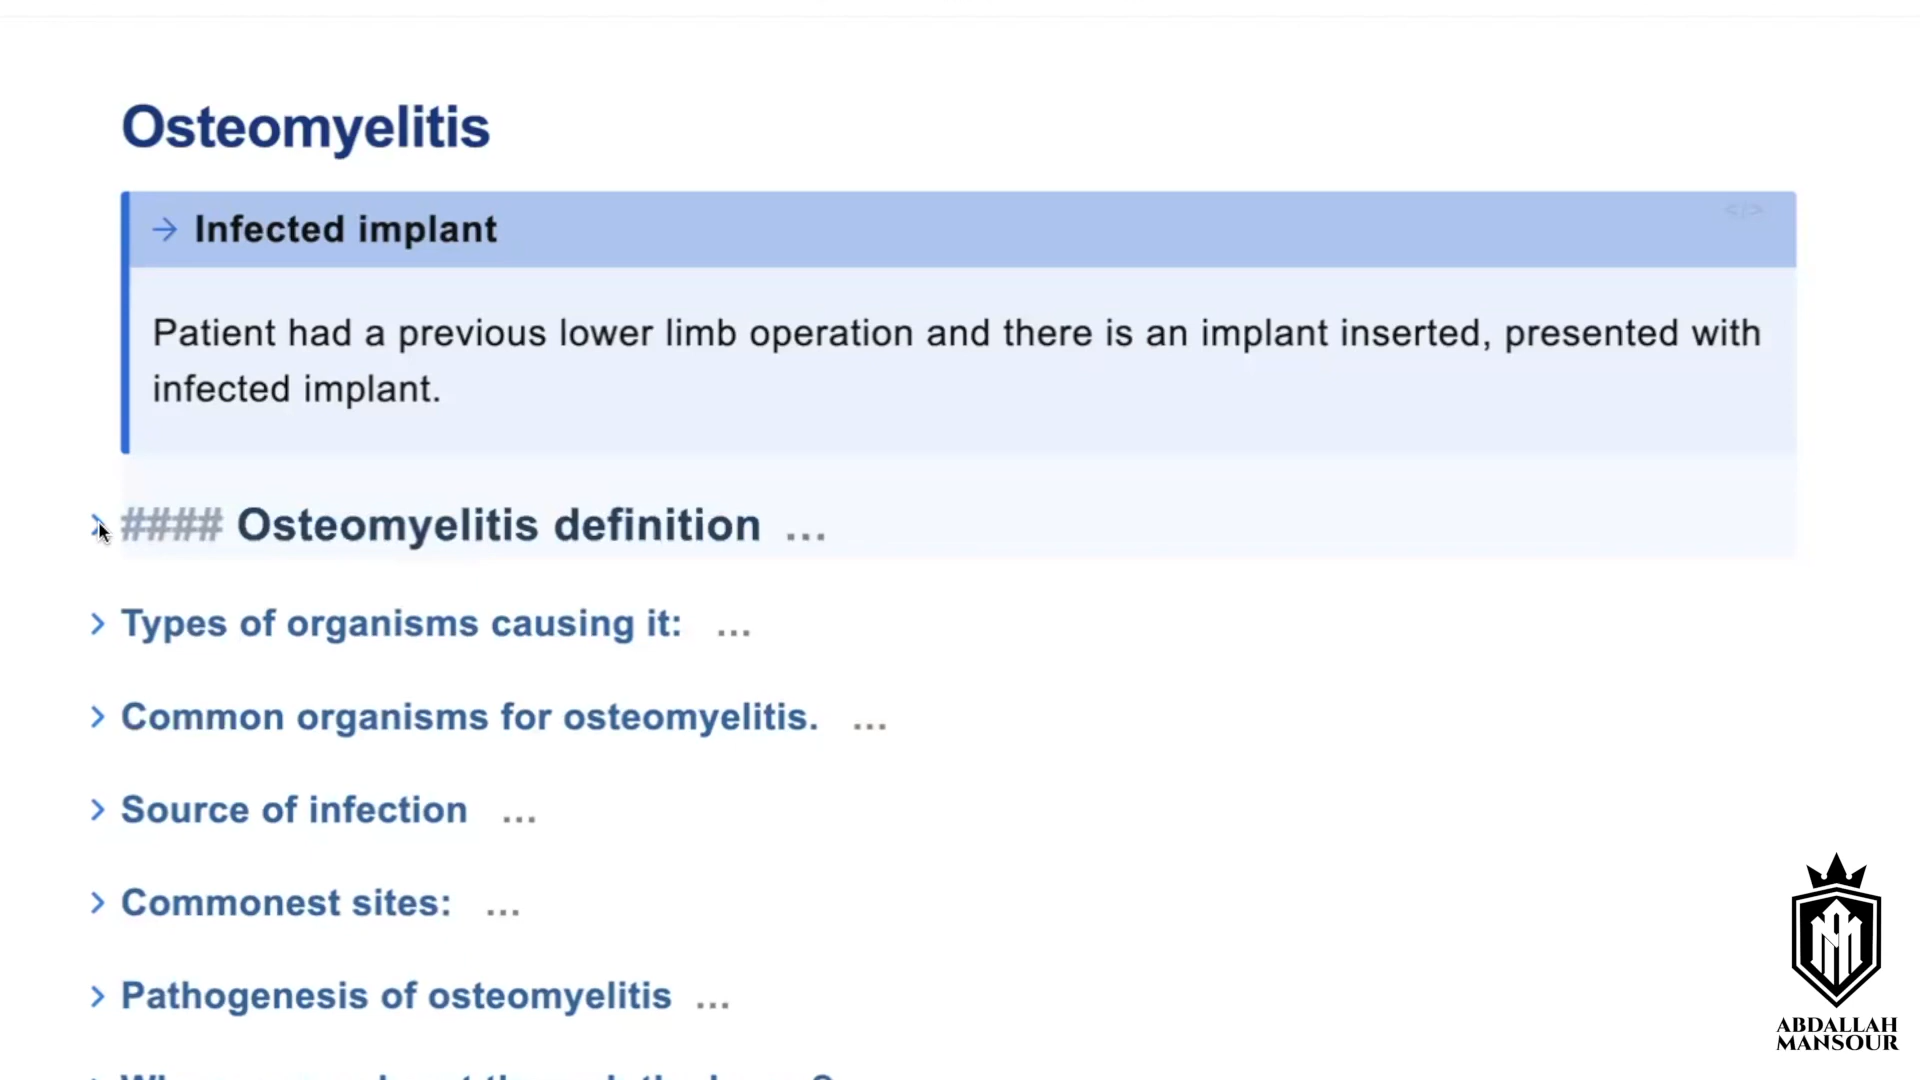 Osteomyelitis
→ Infected implant
</>
Patient had a previous lower limb operation and there is an implant inserted, presented with
infected implant.
#### Osteomyelitis definition ...
Types of organisms causing it: ...
Common organisms for osteomyelitis. ...
Source of infection ...
Commonest sites: ...
Pathogenesis of osteomyelitis ...
ABDALLAH
MANSOUR